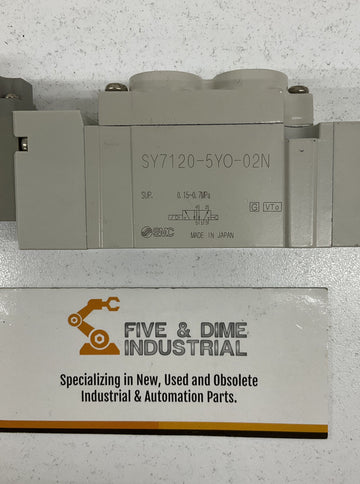 SY7120-5YO-02N
SUP. 0.15~0.7MPa
G VTo
SMC MADE IN JAPAN
FIVE & DIME
INDUSTRIAL
Specializing in New, Used and Obsolete
Industrial & Automation Parts.